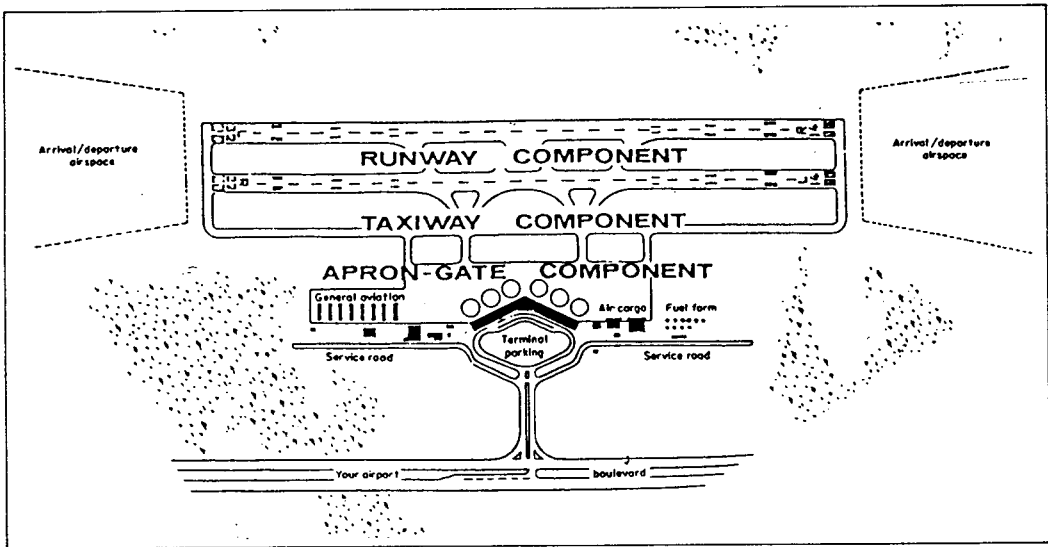 Arrival/departure
airspace
Arrival/departure
airspace
RUNWAY COMPONENT
TAXIWAY COMPONENT
APRON-GATE COMPONENT
General aviation
Air cargo
Fuel farm
Terminal
parking
Service road
Service road
Your airport
boulevard